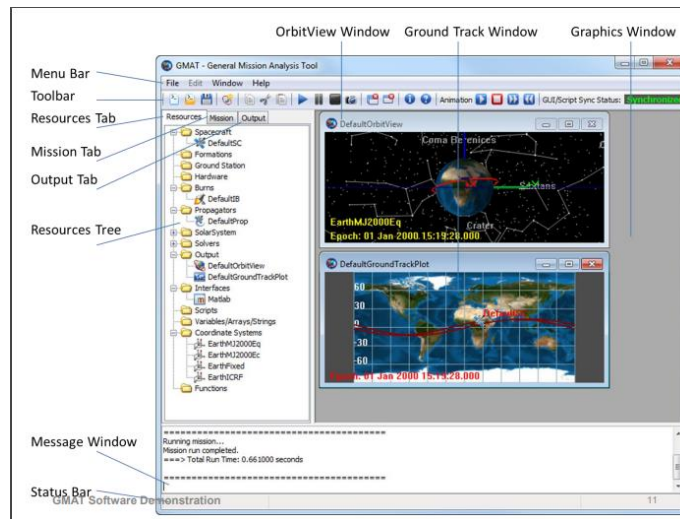 OrbitView Window
Ground Track Window
Graphics Window
Menu Bar
Toolbar
Resources Tab
Mission Tab
Output Tab
Resources Tree
Message Window
Status Bar
GMAT - General Mission Analysis Tool
File Edit Window Help
Animation
GUI/Script Sync Status: Synchronized
Resources Mission Output
Spacecraft
DefaultSC
Formations
Ground Station
Hardware
Burns
DefaultIB
Propagators
DefaultProp
SolarSystem
Solvers
Output
DefaultOrbitView
DefaultGroundTrackPlot
Interfaces
Matlab
Scripts
Variables/Arrays/Strings
Coordinate Systems
EarthMJ2000Eq
EarthMJ2000Ec
EarthFixed
EarthICRF
Functions
DefaultOrbitView
Coma Berenices
Crater
EarthMJ2000Eq
Epoch: 01 Jan 2000 15:19:28.000
DefaultGroundTrackPlot
60
30
0
-30
-60
Epoch: 01 Jan 2000 15:19:28.000
========================================
Running mission...
Mission run completed.
===> Total Run Time: 0.661000 seconds
========================================
GMAT Software Demonstration
11